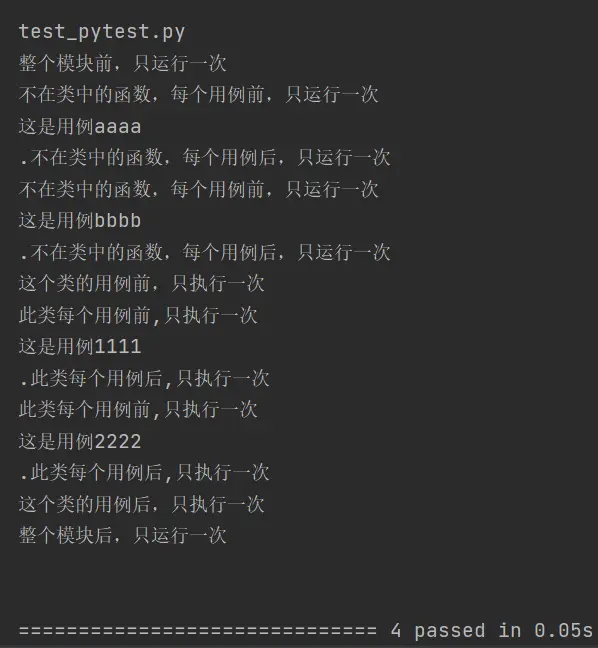 test_pytest.py
整个模块前，只运行一次
不在类中的函数，每个用例前，只运行一次
这是用例aaaa
.不在类中的函数，每个用例后，只运行一次
不在类中的函数，每个用例前，只运行一次
这是用例bbbb
.不在类中的函数，每个用例后，只运行一次
这个类的用例前，只执行一次
此类每个用例前,只执行一次
这是用例1111
.此类每个用例后,只执行一次
此类每个用例前,只执行一次
这是用例2222
.此类每个用例后,只执行一次
这个类的用例后，只执行一次
整个模块后，只运行一次
============================== 4 passed in 0.05s